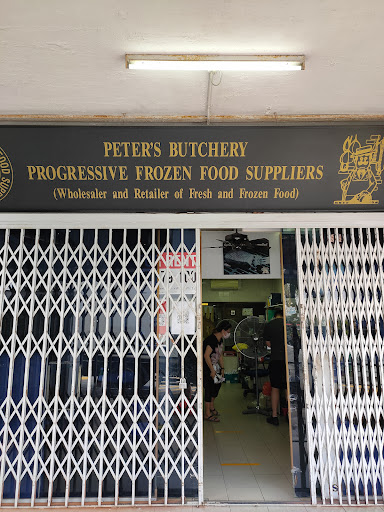 PETER'S BUTCHERY
PROGRESSIVE FROZEN FOOD SUPPLIERS
(Wholesaler and Retailer of Fresh and Frozen Food)